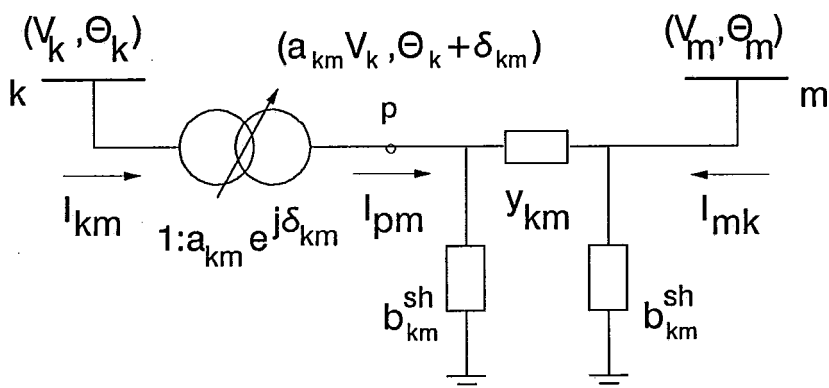 (V_k ,Θ_k)
(a_km V_k ,Θ_k+δ_km)
(V_m ,Θ_m)
k
p
m
I_km
1:a_km e^jδ_km
I_pm
y_km
I_mk
b_km^sh
b_km^sh